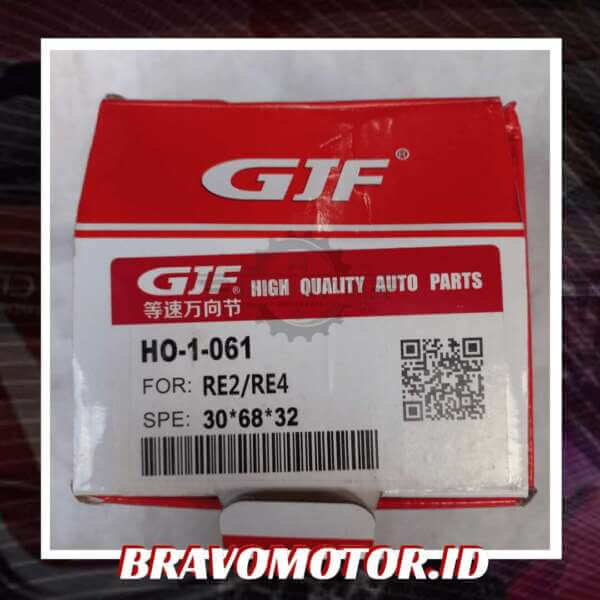 GJF®
GJF® HIGH QUALITY AUTO PARTS
等速万向节
HO-1-061
FOR: RE2/RE4
SPE: 30*68*32
BRAVOMOTOR.ID